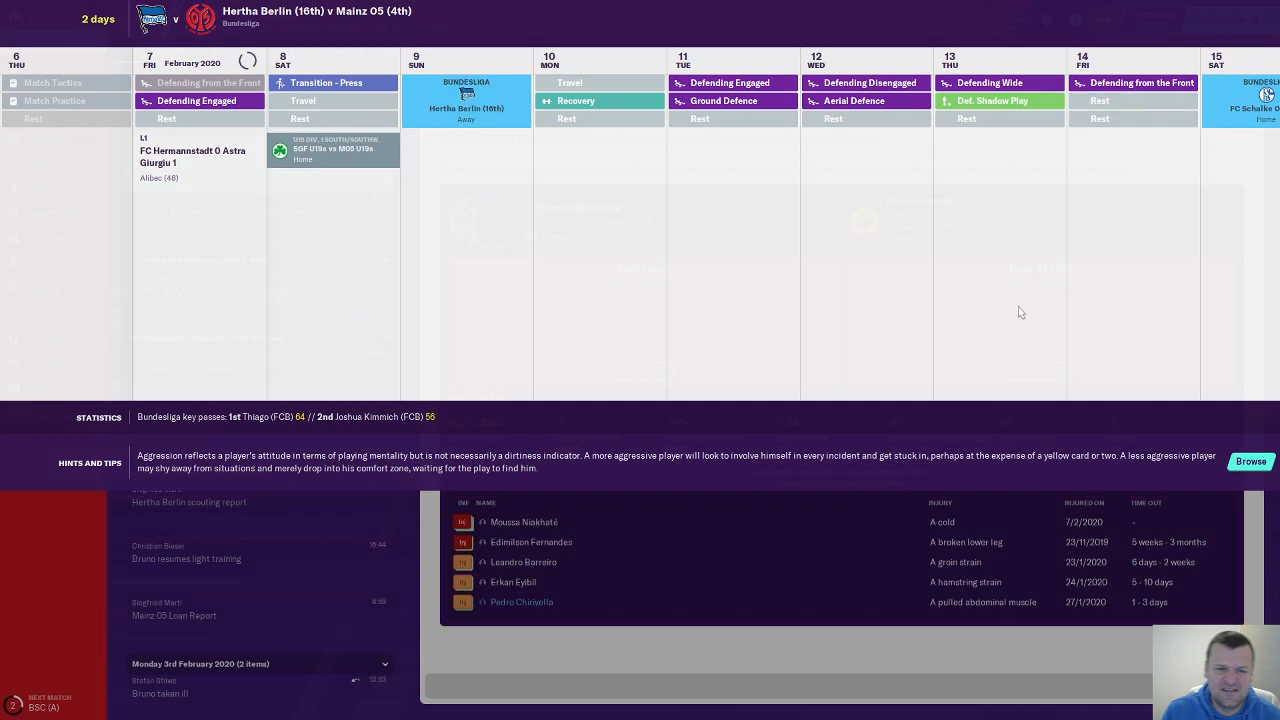 2 days
v
Hertha Berlin (16th) v Mainz 05 (4th)
Bundesliga
6
THU
7
FRI
February 2020
8
SAT
9
SUN
10
MON
11
TUE
12
WED
13
THU
14
FRI
15
SAT
Match Tactics
Match Practice
Rest
Defending from the Front
Defending Engaged
Rest
Transition - Press
Travel
Rest
BUNDESLIGA
Hertha Berlin (16th)
Away
Travel
Recovery
Rest
Defending Engaged
Ground Defence
Rest
Defending Disengaged
Aerial Defence
Rest
Defending Wide
Def. Shadow Play
Rest
Defending from the Front
Rest
Rest
BUNDESLI
FC Schalke 0
Home
L1
FC Hermannstadt 0 Astra
Giurgiu 1
Alibec (48)
U19 DIV. 1 SOUTH/SOUTHW.
SGF U19s vs M05 U19s
Home
STATISTICS
Bundesliga key passes: 1st Thiago (FCB) 64 // 2nd Joshua Kimmich (FCB) 56
HINTS AND TIPS
Aggression reflects a player's attitude in terms of playing mentality but is not necessarily a dirtiness indicator. A more aggressive player will look to involve himself in every incident and get stuck in, perhaps at the expense of a yellow card or two. A less aggressive player
may shy away from situations and merely drop into his comfort zone, waiting for the play to find him.
Browse
Hertha Berlin scouting report
Christian Bieser
16:44
Bruno resumes light training
Siegfried Marti
8:59
Mainz 05 Loan Report
Monday 3rd February 2020 (2 items)
Stefan Stüwe
13:53
Bruno taken ill
INF NAME INJURY INJURED ON TIME OUT
Inj Moussa Niakhaté A cold 7/2/2020 -
Inj Edimilson Fernandes A broken lower leg 23/11/2019 5 weeks - 3 months
Inj Leandro Barreiro A groin strain 23/1/2020 6 days - 2 weeks
Inj Erkan Eyibil A hamstring strain 24/1/2020 5 - 10 days
Inj Pedro Chirivella A pulled abdominal muscle 27/1/2020 1 - 3 days
2
NEXT MATCH
BSC (A)